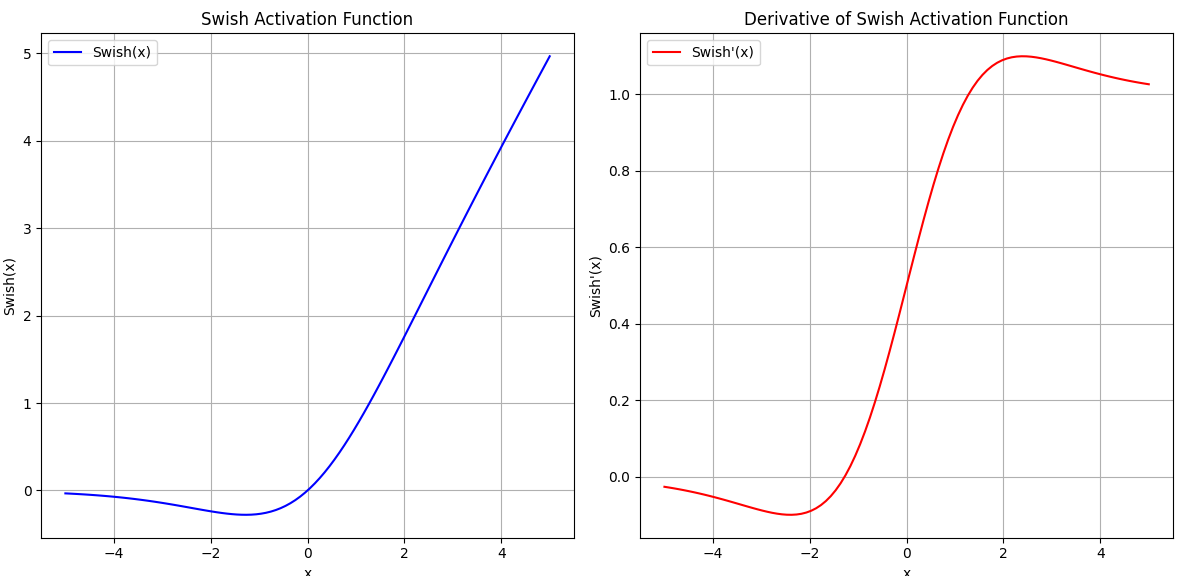 Swish Activation Function
Swish(x)
5
4
3
2
1
0
Swish(x)
−4 −2 0 2 4
x
Derivative of Swish Activation Function
Swish'(x)
1.0
0.8
0.6
0.4
0.2
0.0
Swish'(x)
−4 −2 0 2 4
x